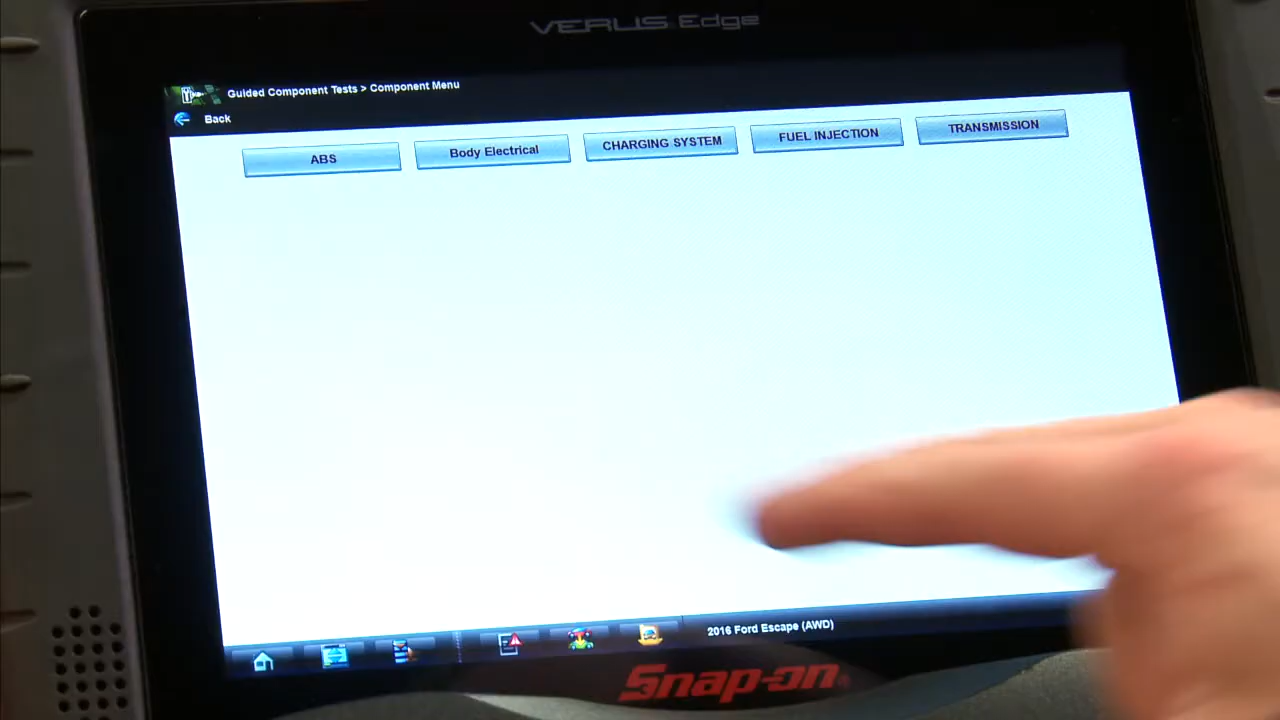 VERUS Edge
Guided Component Tests > Component Menu
Back
ABS
Body Electrical
CHARGING SYSTEM
FUEL INJECTION
TRANSMISSION
2016 Ford Escape (AWD)
Snap-on